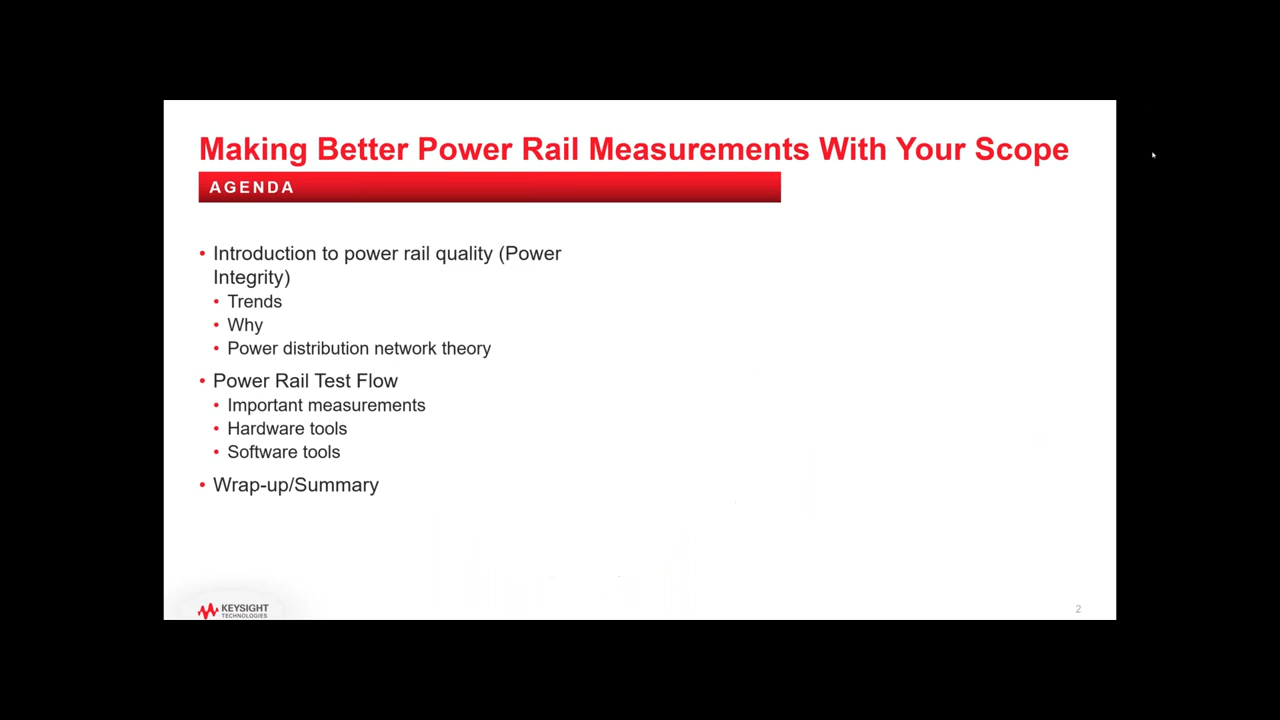 Making Better Power Rail Measurements With Your Scope
AGENDA
• Introduction to power rail quality (Power
Integrity)
• Trends
• Why
• Power distribution network theory
• Power Rail Test Flow
• Important measurements
• Hardware tools
• Software tools
• Wrap-up/Summary
KEYSIGHT
TECHNOLOGIES
2